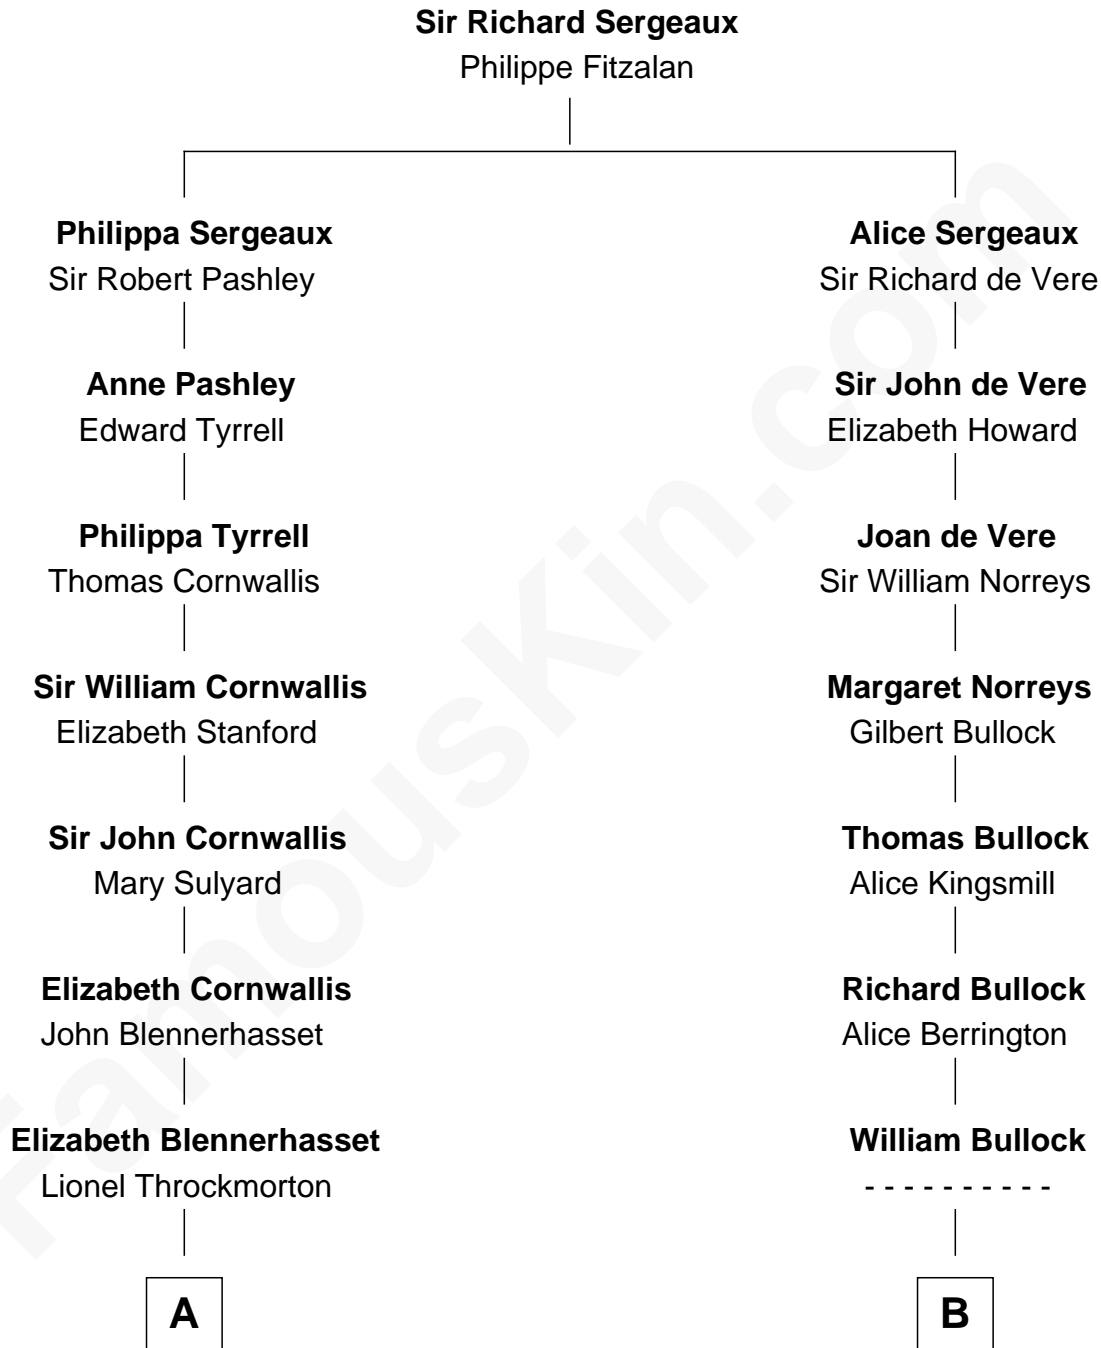 Sir Richard Sergeaux
Philippe Fitzalan
Philippa Sergeaux
Sir Robert Pashley
Alice Sergeaux
Sir Richard de Vere
Anne Pashley
Edward Tyrrell
Sir John de Vere
Elizabeth Howard
Philippa Tyrrell
Thomas Cornwallis
Joan de Vere
Sir William Norreys
Sir William Cornwallis
Elizabeth Stanford
Margaret Norreys
Gilbert Bullock
Sir John Cornwallis
Mary Sulyard
Thomas Bullock
Alice Kingsmill
Elizabeth Cornwallis
John Blennerhasset
Richard Bullock
Alice Berrington
Elizabeth Blennerhasset
Lionel Throckmorton
William Bullock
- - - - - - - - - -
A
B
FamousKin.com